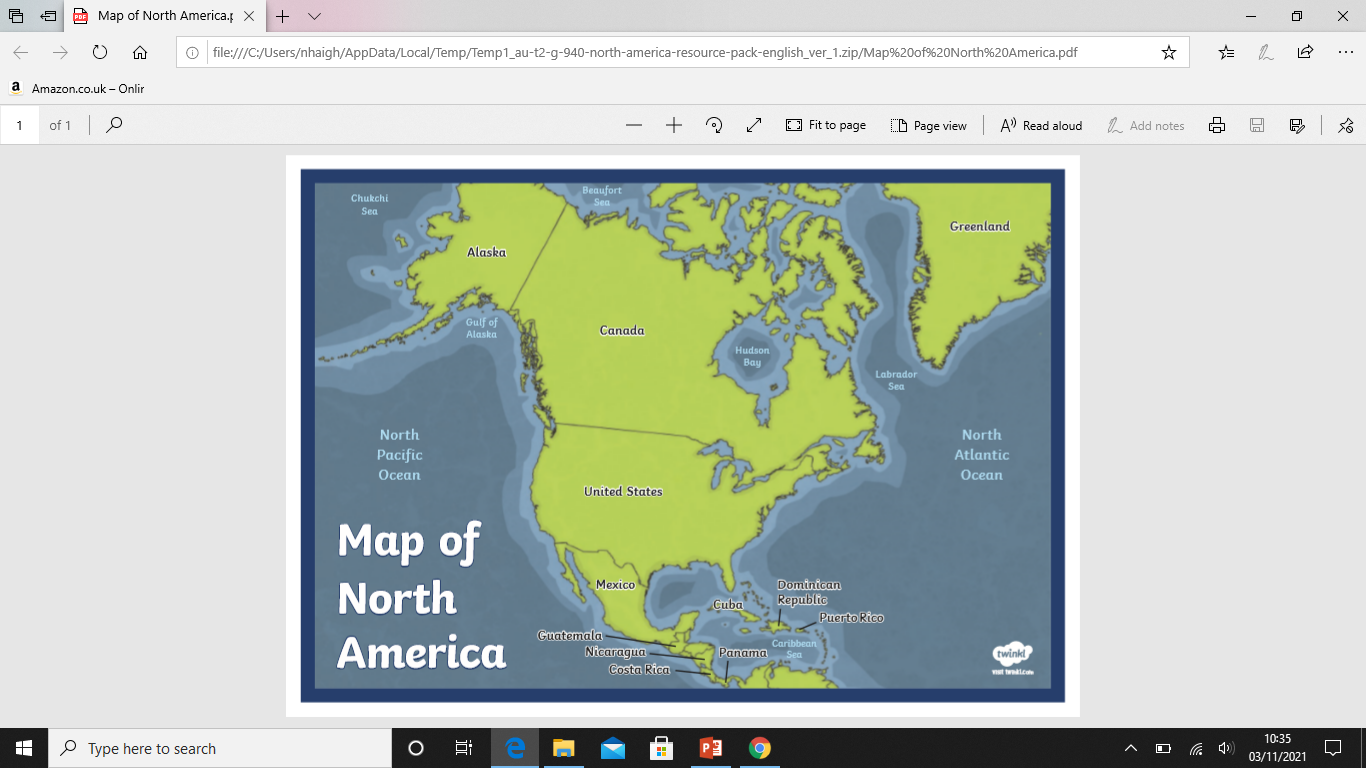 Map of North America.p
file:///C:/Users/nhaigh/AppData/Local/Temp/Temp1_au-t2-g-940-north-america-resource-pack-english_ver_1.zip/Map%20of%20North%20America.pdf
Amazon.co.uk – Onlir
1 of 1
Fit to page
Page view
Read aloud
Add notes
Chukchi
Sea
Beaufort
Sea
Greenland
Alaska
Gulf of
Alaska
Canada
Hudson
Bay
Labrador
Sea
North
Pacific
Ocean
North
Atlantic
Ocean
United States
Map of
North
America
Mexico
Cuba
Dominican
Republic
Puerto Rico
Guatemala
Nicaragua
Costa Rica
Panama
Caribbean
Sea
twinkl
visit twinkl.com
Type here to search
10:35
03/11/2021